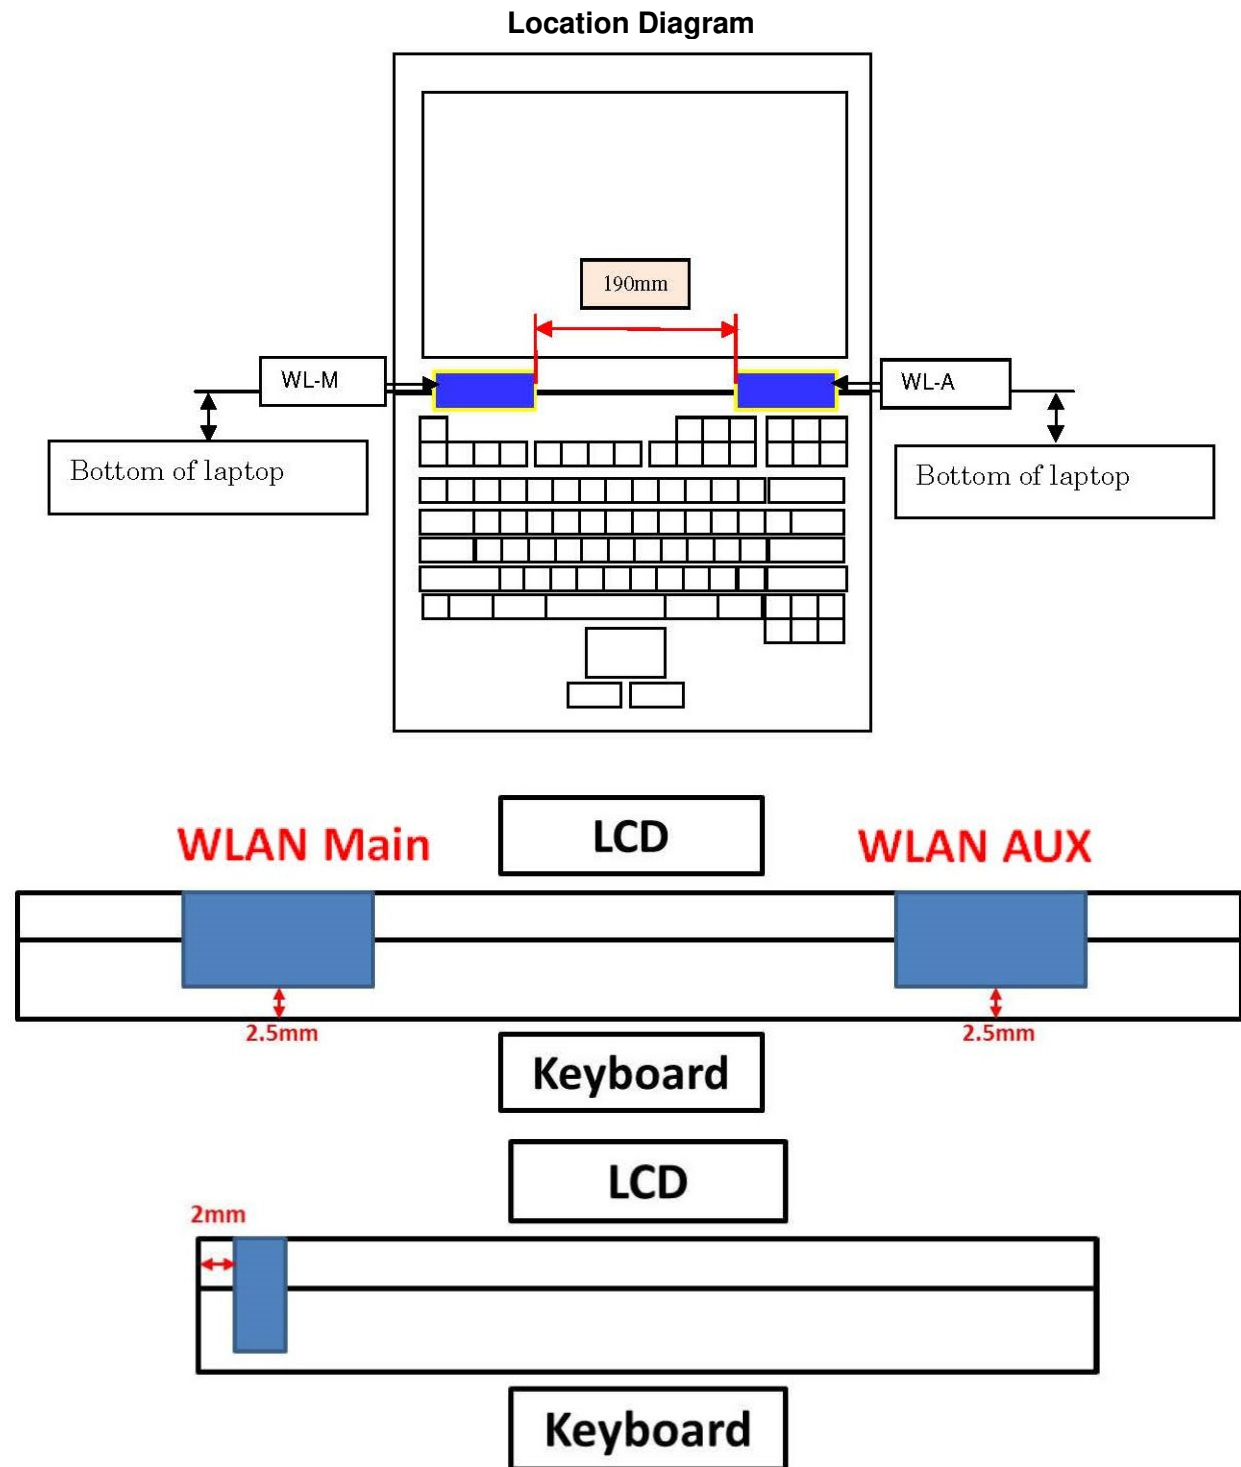 Location Diagram
190mm
WL-M
WL-A
Bottom of laptop
Bottom of laptop
LCD
WLAN Main
WLAN AUX
2.5mm
2.5mm
Keyboard
LCD
2mm
Keyboard